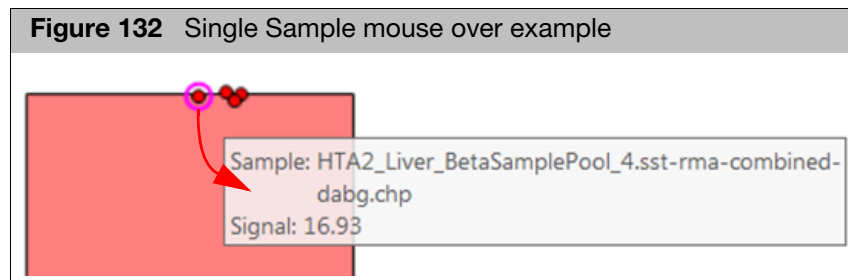 Figure 132 Single Sample mouse over example
Sample: HTA2_Liver_BetaSamplePool_4.sst-rma-combined-
dabg.chp
Signal: 16.93